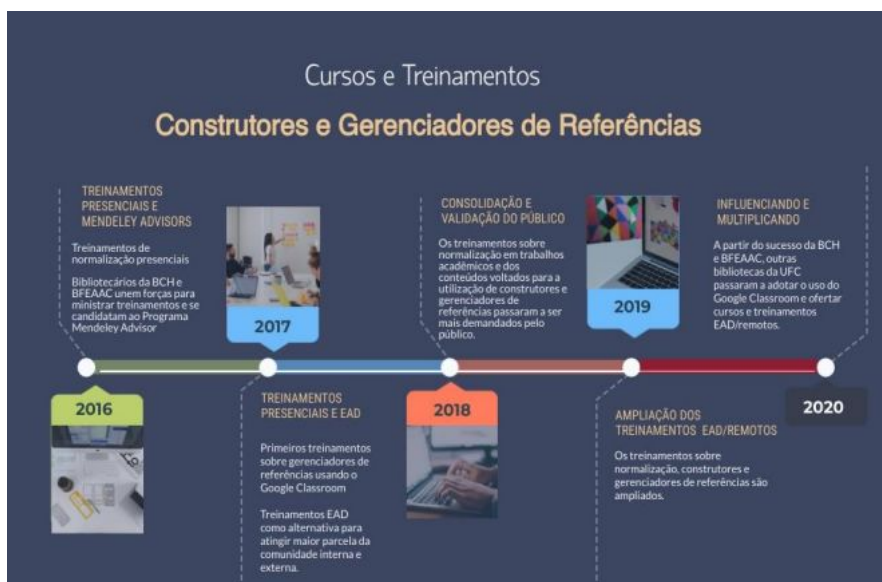 Cursos e Treinamentos
Construtores e Gerenciadores de Referências
TREINAMENTOS
PRESENCIAIS E
MENDELEY ADVISORS
Treinamentos de
normalização presenciais
Bibliotecários da BCH e
BFEAAC unem forças para
ministrar treinamentos e se
candidatam ao Programa
Mendeley Advisor
2016
2017
TREINAMENTOS
PRESENCIAIS E EAD
Primeiros treinamentos
sobre gerenciadores de
referências usando o
Google Classroom
Treinamentos EAD
como alternativa para
atingir maior parcela da
comunidade interna e
externa.
CONSOLIDAÇÃO E
VALIDAÇÃO DO PÚBLICO
Os treinamentos sobre
normalização em trabalhos
acadêmicos e dos
conteúdos voltados para a
utilização de construtores e
gerenciadores de
referências passaram a ser
mais demandados pelo
público.
2018
2019
AMPLIAÇÃO DOS
TREINAMENTOS EAD/REMOTOS
Os treinamentos sobre
normalização, construtores e
gerenciadores de referências são
ampliados.
INFLUENCIANDO E
MULTIPLICANDO
A partir do sucesso da BCH
e BFEAAC, outras
bibliotecas da UFC
passaram a adotar o uso do
Google Classroom e ofertar
cursos e treinamentos
EAD/remotos.
2020